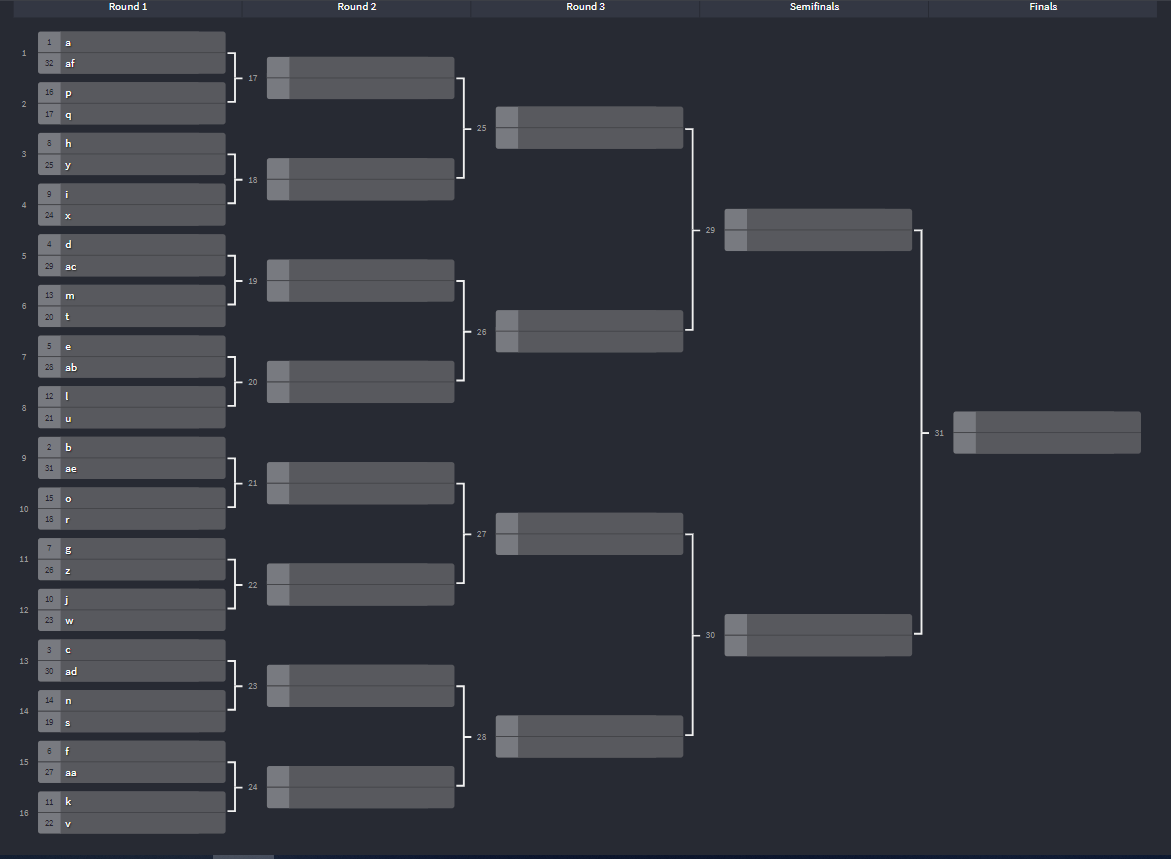 Round 1 Round 2 Round 3 Semifinals Finals
1 1 a
32 af
2 16 p
17 q
3 8 h
25 y
4 9 i
24 x
5 4 d
29 ac
6 13 m
20 t
7 5 e
28 ab
8 12 l
21 u
9 2 b
31 ae
10 15 o
18 r
11 7 g
26 z
12 10 j
23 w
13 3 c
30 ad
14 14 n
19 s
15 6 f
27 aa
16 11 k
22 v
17
18
19
20
21
22
23
24
25
26
27
28
29
30
31